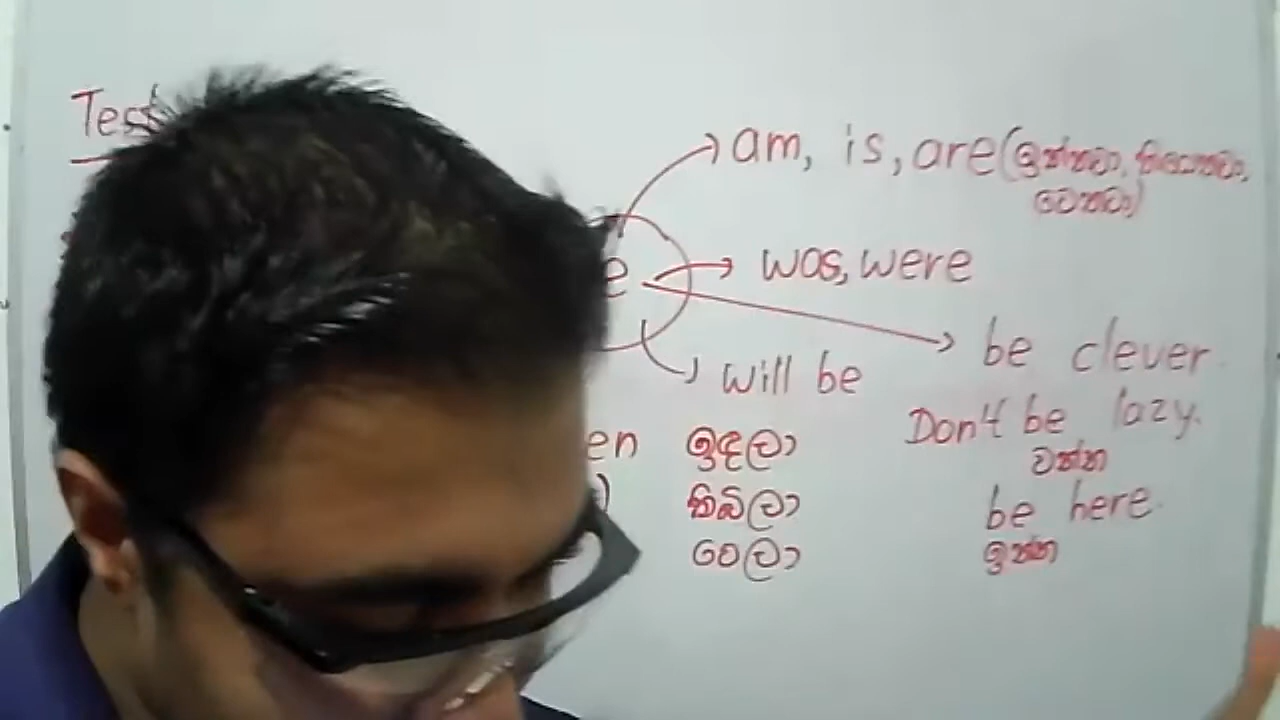 Test
am, is, are (ඉන්නවා, තියෙනවා,
වෙනවා)
e
was, were
be clever.
will be
Don't be lazy.
en ඉඳලා
වන්න
තිබිලා
be here.
වෙලා
ඉන්න